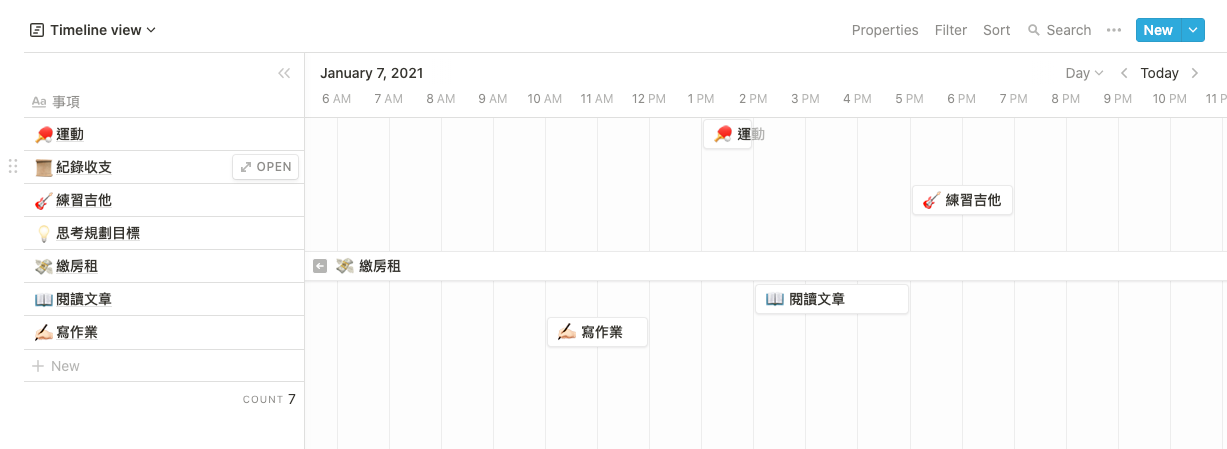 Timeline view
Properties Filter Sort Search New
January 7, 2021 Day Today
Aa 事項 6 AM 7 AM 8 AM 9 AM 10 AM 11 AM 12 PM 1 PM 2 PM 3 PM 4 PM 5 PM 6 PM 7 PM 8 PM 9 PM 10 PM 11 P
運動 運動
紀錄收支 OPEN
練習吉他 練習吉他
思考規劃目標
繳房租 繳房租
閱讀文章 閱讀文章
寫作業 寫作業
New
COUNT 7